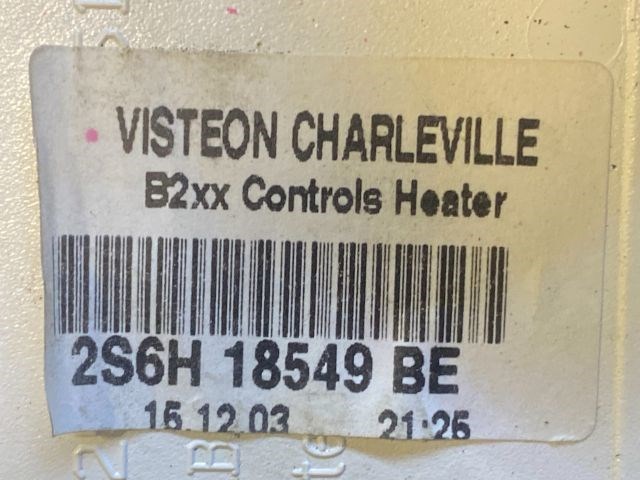 VISTEON CHARLEVILLE
B2xx Controls Heater
2S6H 18549 BE
15.12.03 21:25